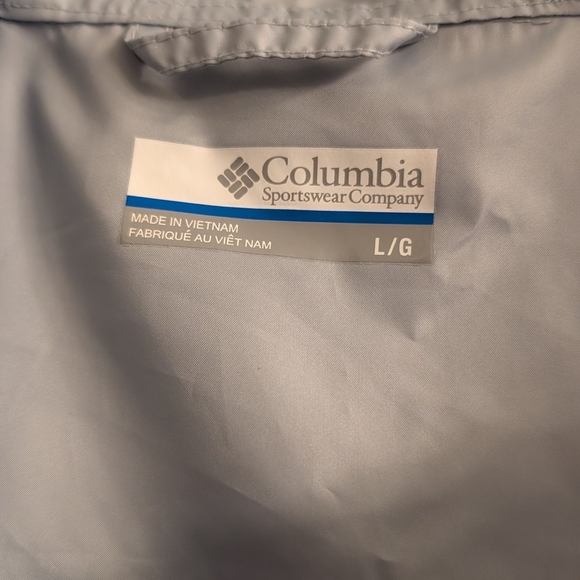 Columbia
Sportswear Company
MADE IN VIETNAM
FABRIQUÉ AU VIÊT NAM
L/G